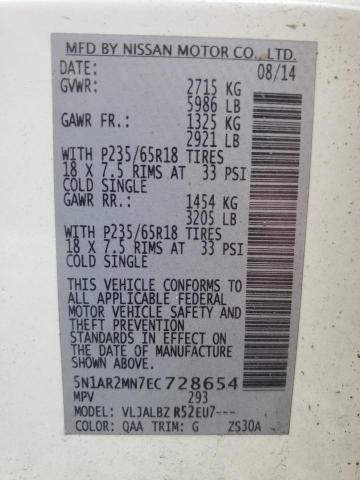 MFD BY NISSAN MOTOR CO., LTD.
DATE: 08/14
GVWR: 2715 KG
5986 LB
GAWR FR.: 1325 KG
2921 LB
WITH P235/65R18 TIRES
18 X 7.5 RIMS AT 33 PSI
COLD SINGLE
GAWR RR.: 1454 KG
3205 LB
WITH P235/65R18 TIRES
18 X 7.5 RIMS AT 33 PSI
COLD SINGLE
THIS VEHICLE CONFORMS TO
ALL APPLICABLE FEDERAL
MOTOR VEHICLE SAFETY AND
THEFT PREVENTION
STANDARDS IN EFFECT ON THE
DATE OF MANUFACTURE
SHOWN ABOVE.
5N1AR2MN7EC728654
MPV 293
MODEL: VLJALBZ R52EU7---
COLOR: QAA TRIM: G ZS30A